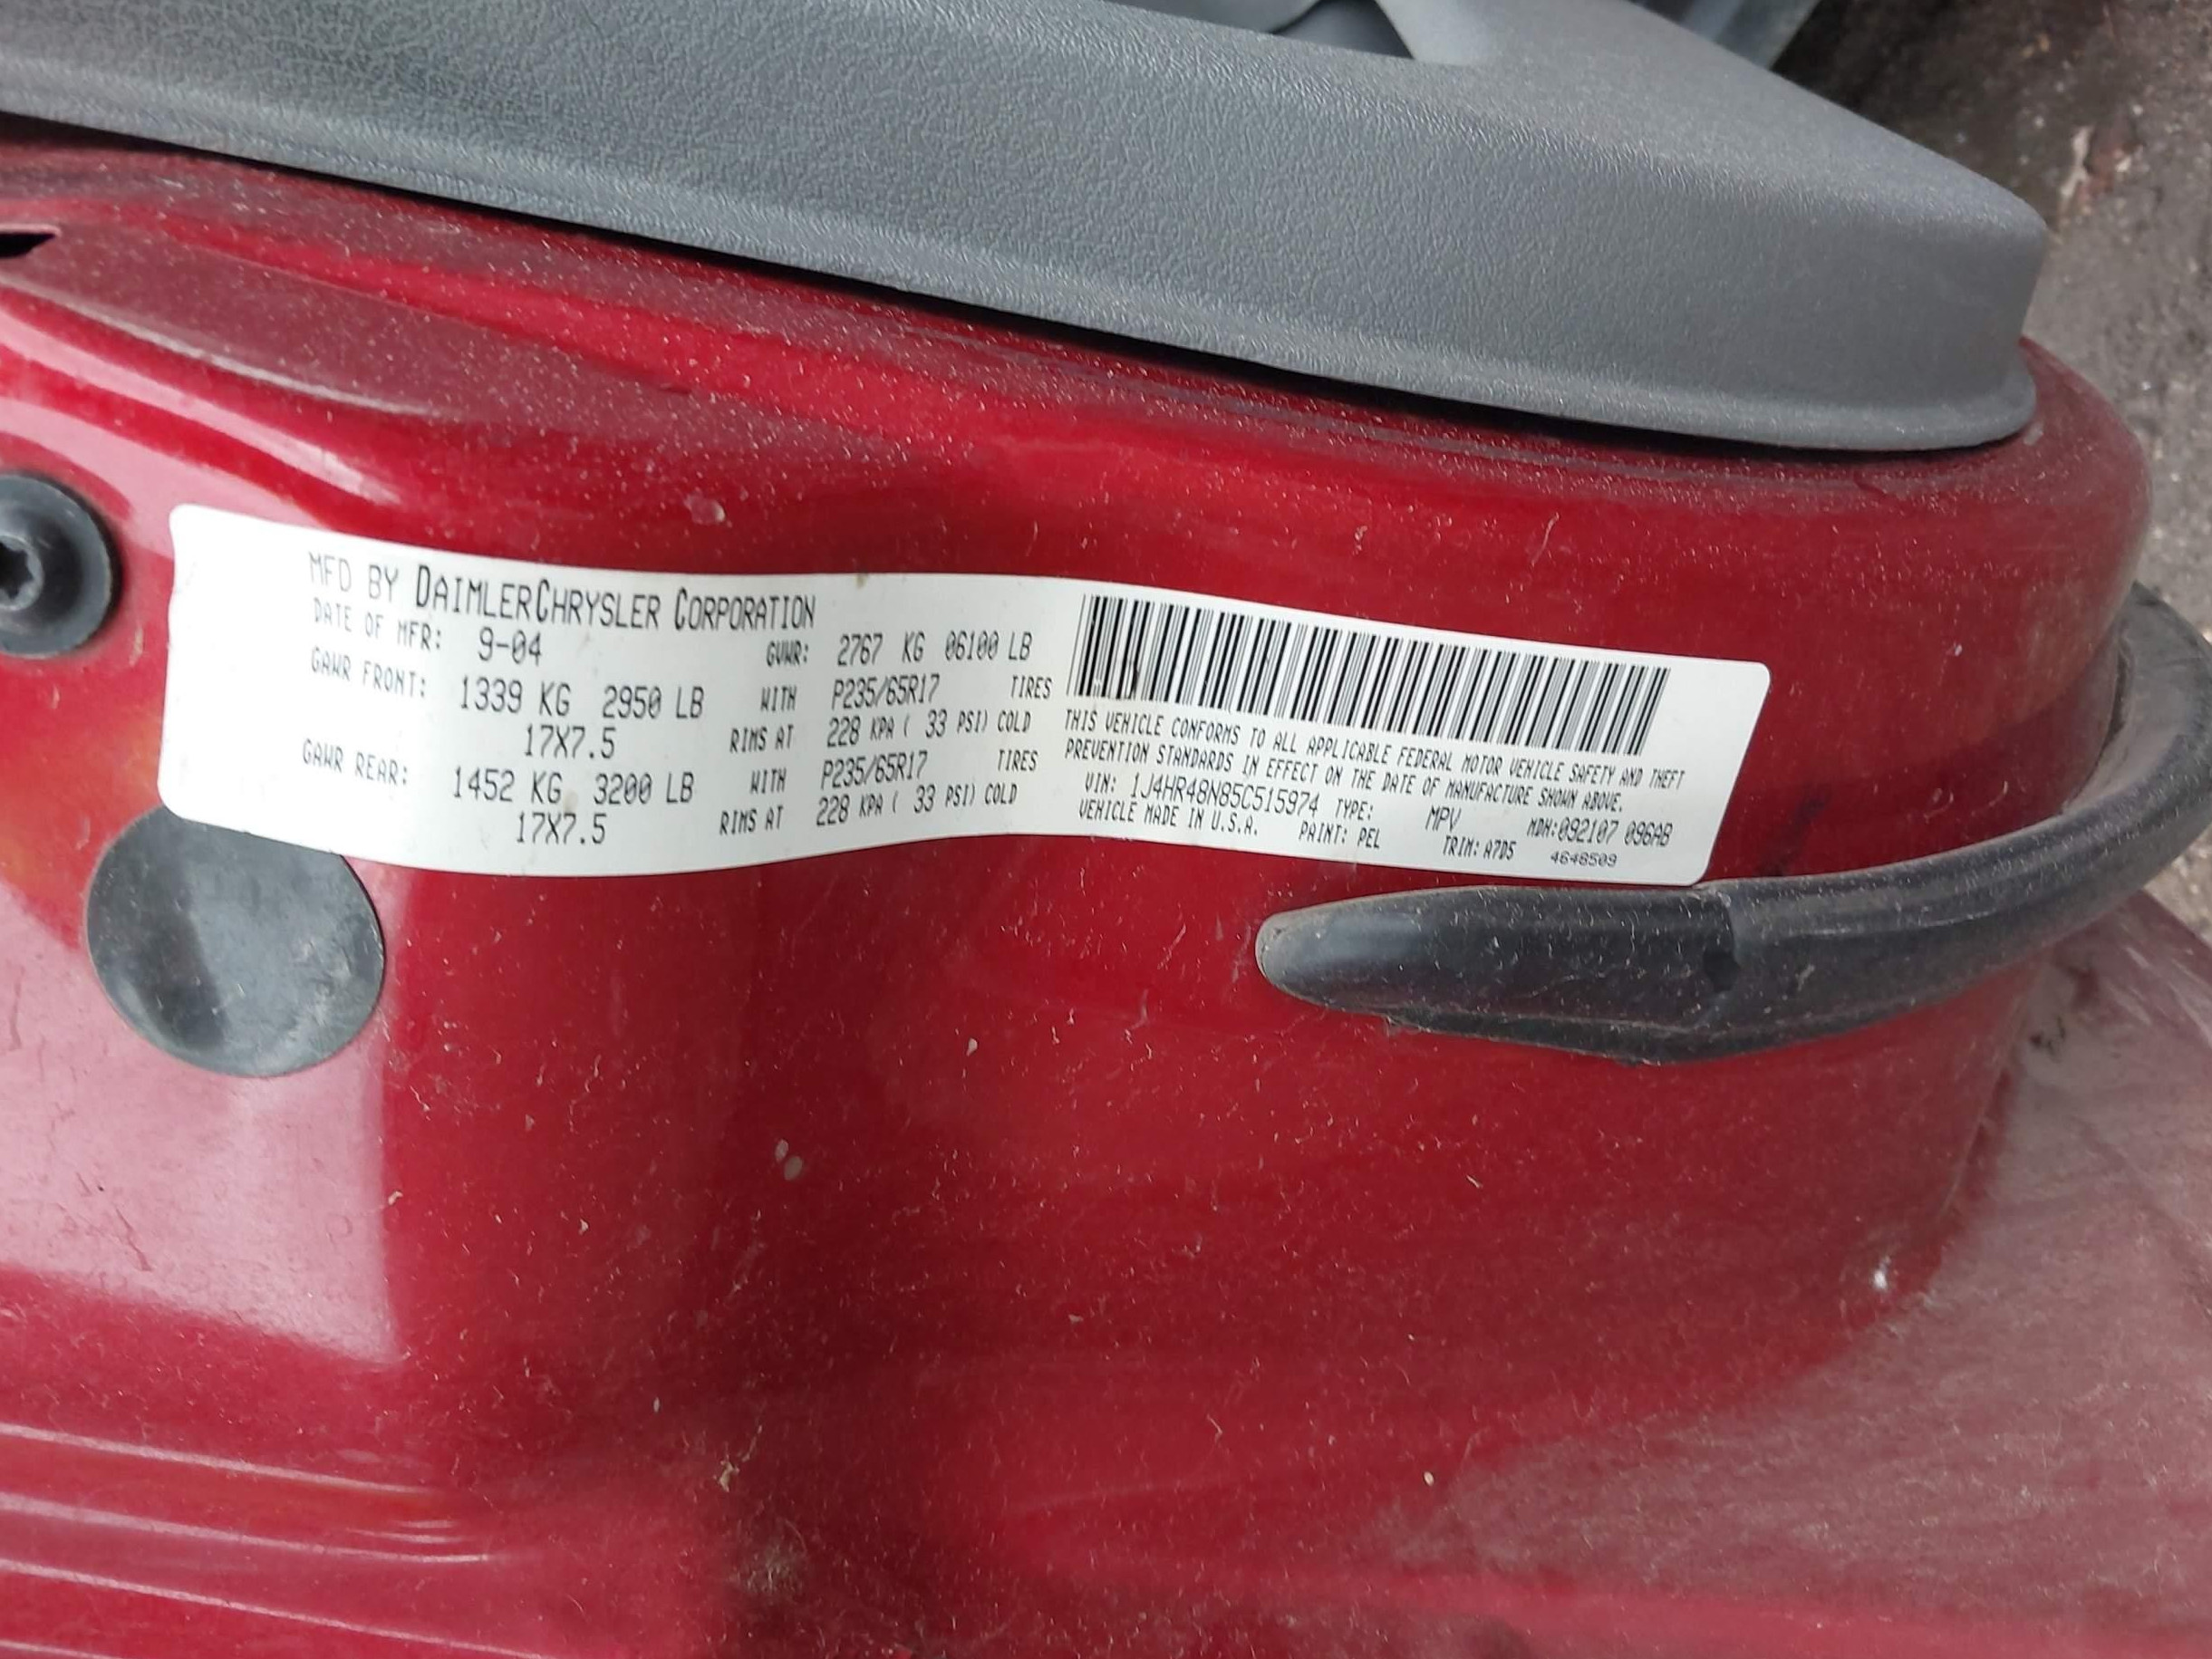 MFD BY DAIMLERCHRYSLER CORPORATION
DATE OF MFR: 9-04 GVWR: 2767 KG 06100 LB
GAWR FRONT: 1339 KG 2950 LB WITH P235/65R17 TIRES
17X7.5 RIMS AT 228 KPA ( 33 PSI) COLD
GAWR REAR: 1452 KG 3200 LB WITH P235/65R17 TIRES
17X7.5 RIMS AT 228 KPA ( 33 PSI) COLD
THIS VEHICLE CONFORMS TO ALL APPLICABLE FEDERAL MOTOR VEHICLE SAFETY AND THEFT
PREVENTION STANDARDS IN EFFECT ON THE DATE OF MANUFACTURE SHOWN ABOVE.
VIN: 1J4HR48N85C515974 TYPE: MPV MDH:092107 096AB
VEHICLE MADE IN U.S.A. PAINT: PEL TRIM: A7D5 4648509